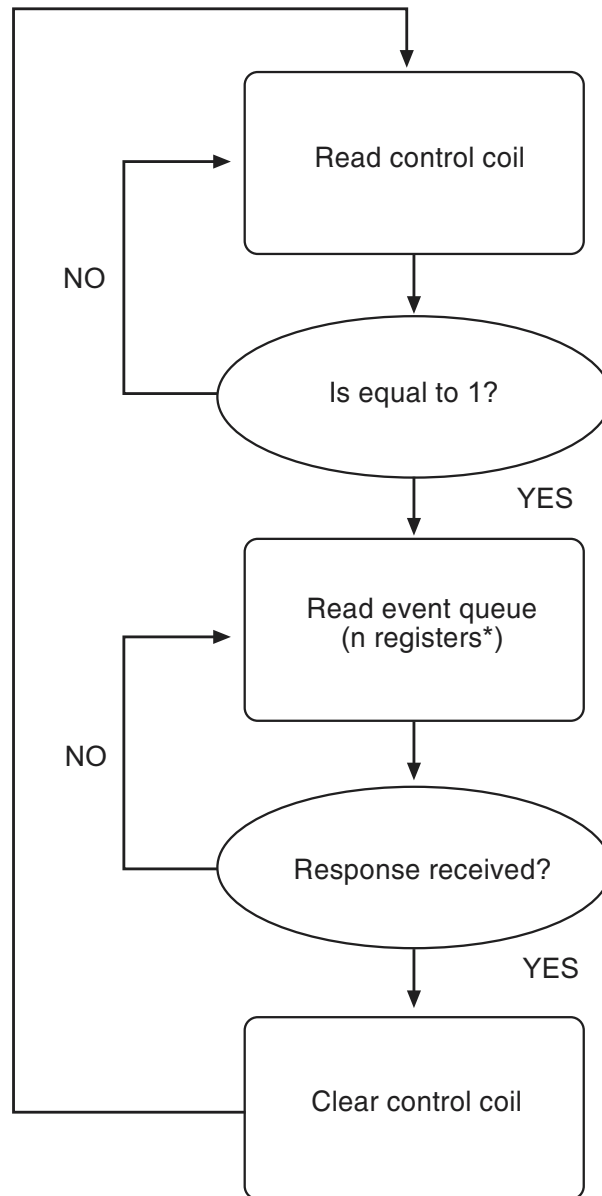 Read control coil
NO
Is equal to 1?
YES
Read event queue
(n registers*)
NO
Response received?
YES
Clear control coil